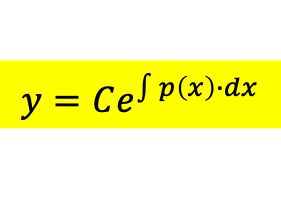 y = Ce^{∫ p(x)·dx}